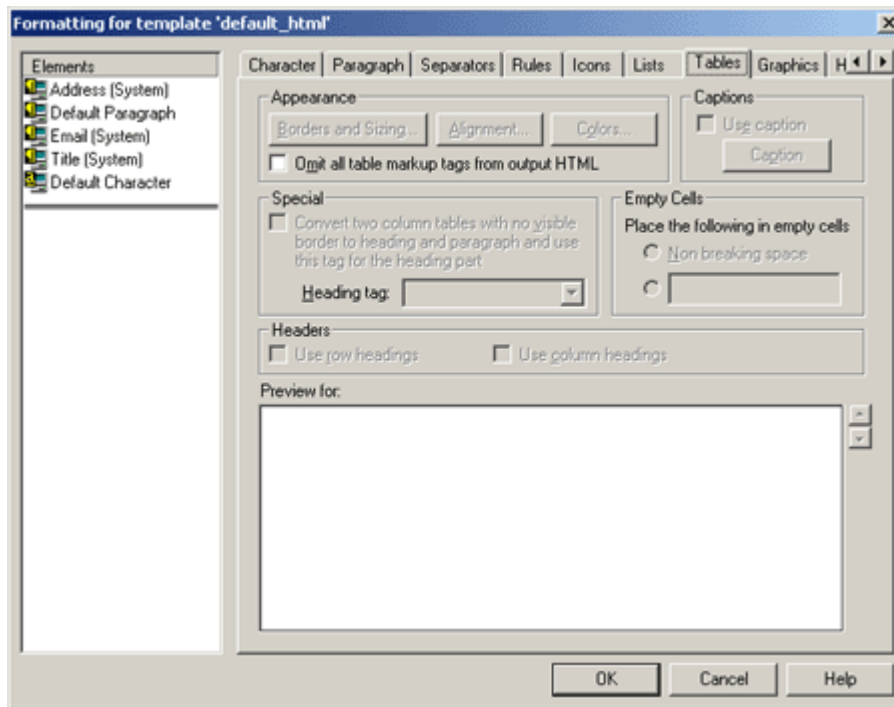 Formatting for template 'default_html'
Elements
Address (System)
Default Paragraph
Email (System)
Title (System)
Default Character
Character Paragraph Separators Rules Icons Lists Tables Graphics H
Appearance
Borders and Sizing... Alignment... Colors...
Omit all table markup tags from output HTML
Captions
Use caption
Caption
Special
Convert two column tables with no visible
border to heading and paragraph and use
this tag for the heading part
Heading tag:
Empty Cells
Place the following in empty cells
Non breaking space
Headers
Use row headings Use column headings
Preview for:
OK Cancel Help